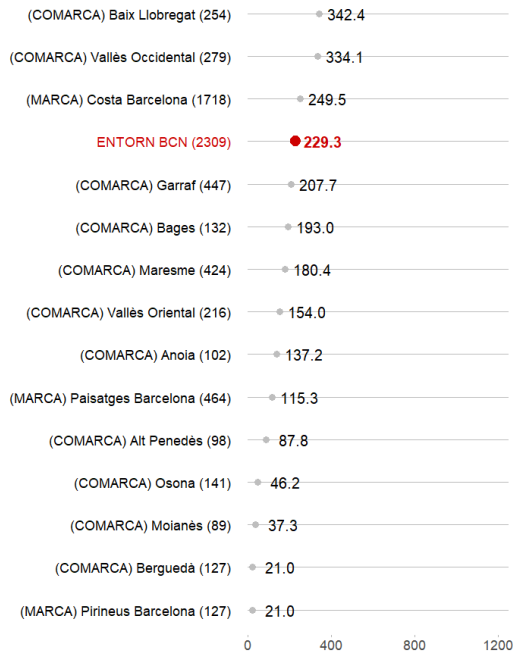 (COMARCA) Baix Llobregat (254) 342.4
(COMARCA) Vallès Occidental (279) 334.1
(MARCA) Costa Barcelona (1718) 249.5
ENTORN BCN (2309) 229.3
(COMARCA) Garraf (447) 207.7
(COMARCA) Bages (132) 193.0
(COMARCA) Maresme (424) 180.4
(COMARCA) Vallès Oriental (216) 154.0
(COMARCA) Anoia (102) 137.2
(MARCA) Paisatges Barcelona (464) 115.3
(COMARCA) Alt Penedès (98) 87.8
(COMARCA) Osona (141) 46.2
(COMARCA) Moianès (89) 37.3
(COMARCA) Berguedà (127) 21.0
(MARCA) Pirineus Barcelona (127) 21.0
0 400 800 1200